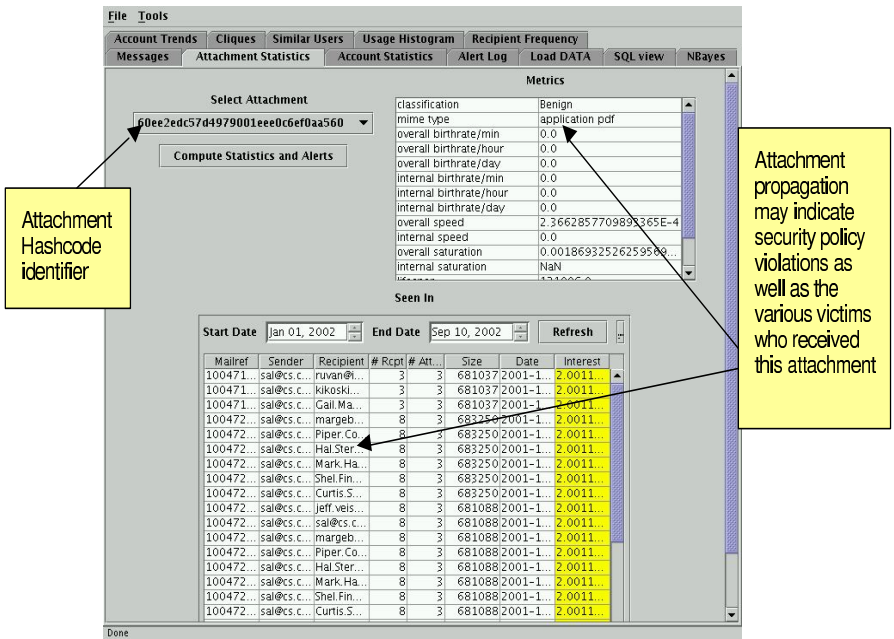 File Tools
Account Trends Cliques Similar Users Usage Histogram Recipient Frequency
Messages Attachment Statistics Account Statistics Alert Log Load DATA SQL view NBayes
Metrics
Select Attachment
60ee2edc57d4979001eee0c6ef0aa560
Compute Statistics and Alerts
classification Benign
mime type application pdf
overall birthrate/min 0.0
overall birthrate/hour 0.0
overall birthrate/day 0.0
internal birthrate/min 0.0
internal birthrate/hour 0.0
internal birthrate/day 0.0
overall speed 2.3662857709893365E-4
internal speed 0.0
overall saturation 0.00186932526259569...
internal saturation NaN
Attachment
Hashcode
identifier
Attachment
propagation
may indicate
security policy
violations as
well as the
various victims
who received
this attachment
Seen In
Start Date Jan 01, 2002 End Date Sep 10, 2002 Refresh ...
Mailref Sender Recipient # Rcpt # Att... Size Date Interest
100471... sal@cs.c... ruvan@i... 3 3 681037 2001-1... 2.0011...
100471... sal@cs.c... kikoski... 3 3 681037 2001-1... 2.0011...
100471... sal@cs.c... Gail.Ma... 3 3 681037 2001-1... 2.0011...
100472... sal@cs.c... margeb... 8 3 683250 2001-1... 2.0011...
100472... sal@cs.c... Piper.Co... 8 3 683250 2001-1... 2.0011...
100472... sal@cs.c... Hal.Ster... 8 3 683250 2001-1... 2.0011...
100472... sal@cs.c... Mark.Ha... 8 3 683250 2001-1... 2.0011...
100472... sal@cs.c... Shel.Fin... 8 3 683250 2001-1... 2.0011...
100472... sal@cs.c... Curtis.S... 8 3 683250 2001-1... 2.0011...
100472... sal@cs.c... jeff.veis... 8 3 681088 2001-1... 2.0011...
100472... sal@cs.c... sal@cs.c... 8 3 681088 2001-1... 2.0011...
100472... sal@cs.c... margeb... 8 3 681088 2001-1... 2.0011...
100472... sal@cs.c... Piper.Co... 8 3 681088 2001-1... 2.0011...
100472... sal@cs.c... Hal.Ster... 8 3 681088 2001-1... 2.0011...
100472... sal@cs.c... Mark.Ha... 8 3 681088 2001-1... 2.0011...
100472... sal@cs.c... Shel.Fin... 8 3 681088 2001-1... 2.0011...
100472... sal@cs.c... Curtis.S... 8 3 681088 2001-1... 2.0011...
Done